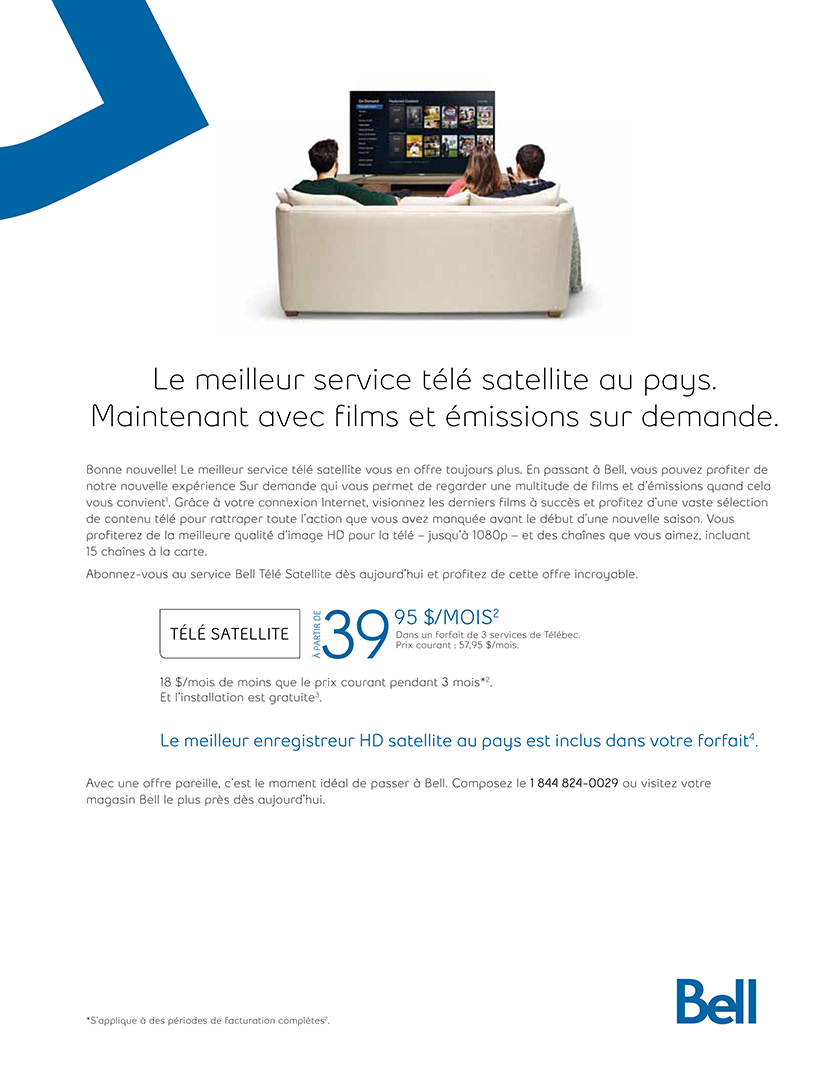 On Demand
Featured Content
Le meilleur service télé satellite au pays.
Maintenant avec films et émissions sur demande.
Bonne nouvelle! Le meilleur service télé satellite vous en offre toujours plus. En passant à Bell, vous pouvez profiter de
notre nouvelle expérience Sur demande qui vous permet de regarder une multitude de films et d’émissions quand cela
vous convient¹. Grâce à votre connexion Internet, visionnez les derniers films à succès et profitez d’une vaste sélection
de contenu télé pour rattraper toute l’action que vous avez manquée avant le début d’une nouvelle saison. Vous
profiterez de la meilleure qualité d’image HD pour la télé – jusqu’à 1080p – et des chaînes que vous aimez, incluant
15 chaînes à la carte.
Abonnez-vous au service Bell Télé Satellite dès aujourd’hui et profitez de cette offre incroyable.
TÉLÉ SATELLITE
À PARTIR DE
39 95 $/MOIS²
Dans un forfait de 3 services de Télébec.
Prix courant : 57,95 $/mois.
18 $/mois de moins que le prix courant pendant 3 mois*².
Et l’installation est gratuite³.
Le meilleur enregistreur HD satellite au pays est inclus dans votre forfait⁴.
Avec une offre pareille, c’est le moment idéal de passer à Bell. Composez le 1 844 824-0029 ou visitez votre
magasin Bell le plus près dès aujourd’hui.
*S’applique à des périodes de facturation complètes².
Bell